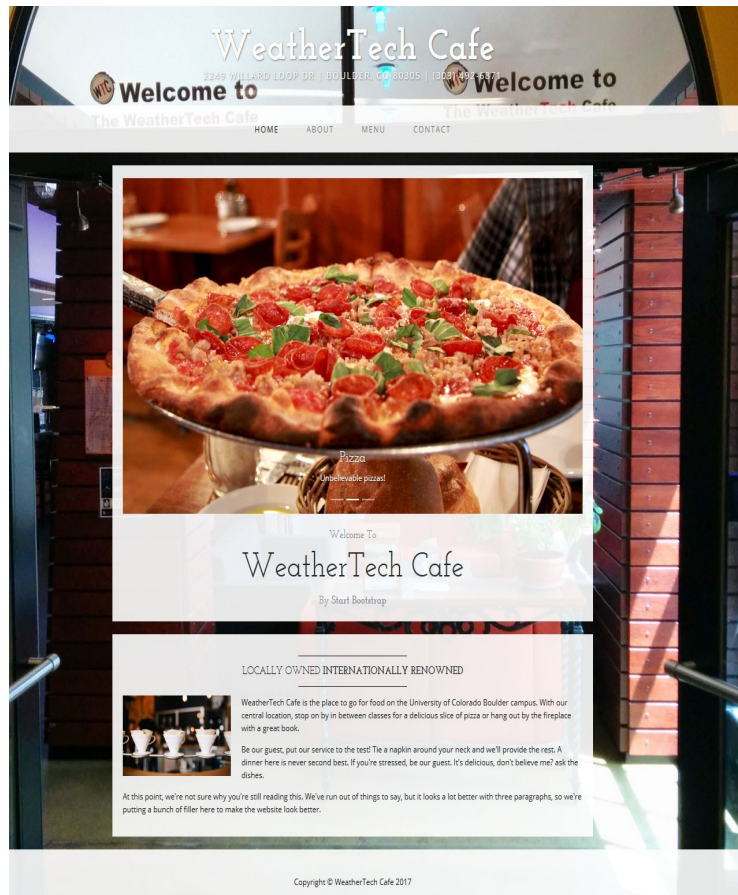 WeatherTech Cafe
2249 WILLARD LOOP DR | BOULDER, CO 80305 | (303) 492-6871
WTC Welcome to
The WeatherTech Cafe
WTC Welcome to
The WeatherTech Cafe
HOME ABOUT MENU CONTACT
Pizza
Unbelievable pizzas!
Welcome To
WeatherTech Cafe
By Start Bootstrap
LOCALLY OWNED INTERNATIONALLY RENOWNED
WeatherTech Cafe is the place to go for food on the University of Colorado Boulder campus. With our
central location, stop on by in between classes for a delicious slice of pizza or hang out by the fireplace
with a great book.
Be our guest, put our service to the test! Tie a napkin around your neck and we'll provide the rest. A
dinner here is never second best. If you're stressed, be our guest. It's delicious, don't believe me? ask the
dishes.
At this point, we're not sure why you're still reading this. We've run out of things to say, but it looks a lot better with three paragraphs, so we're
putting a bunch of filler here to make the website look better.
Copyright © WeatherTech Cafe 2017